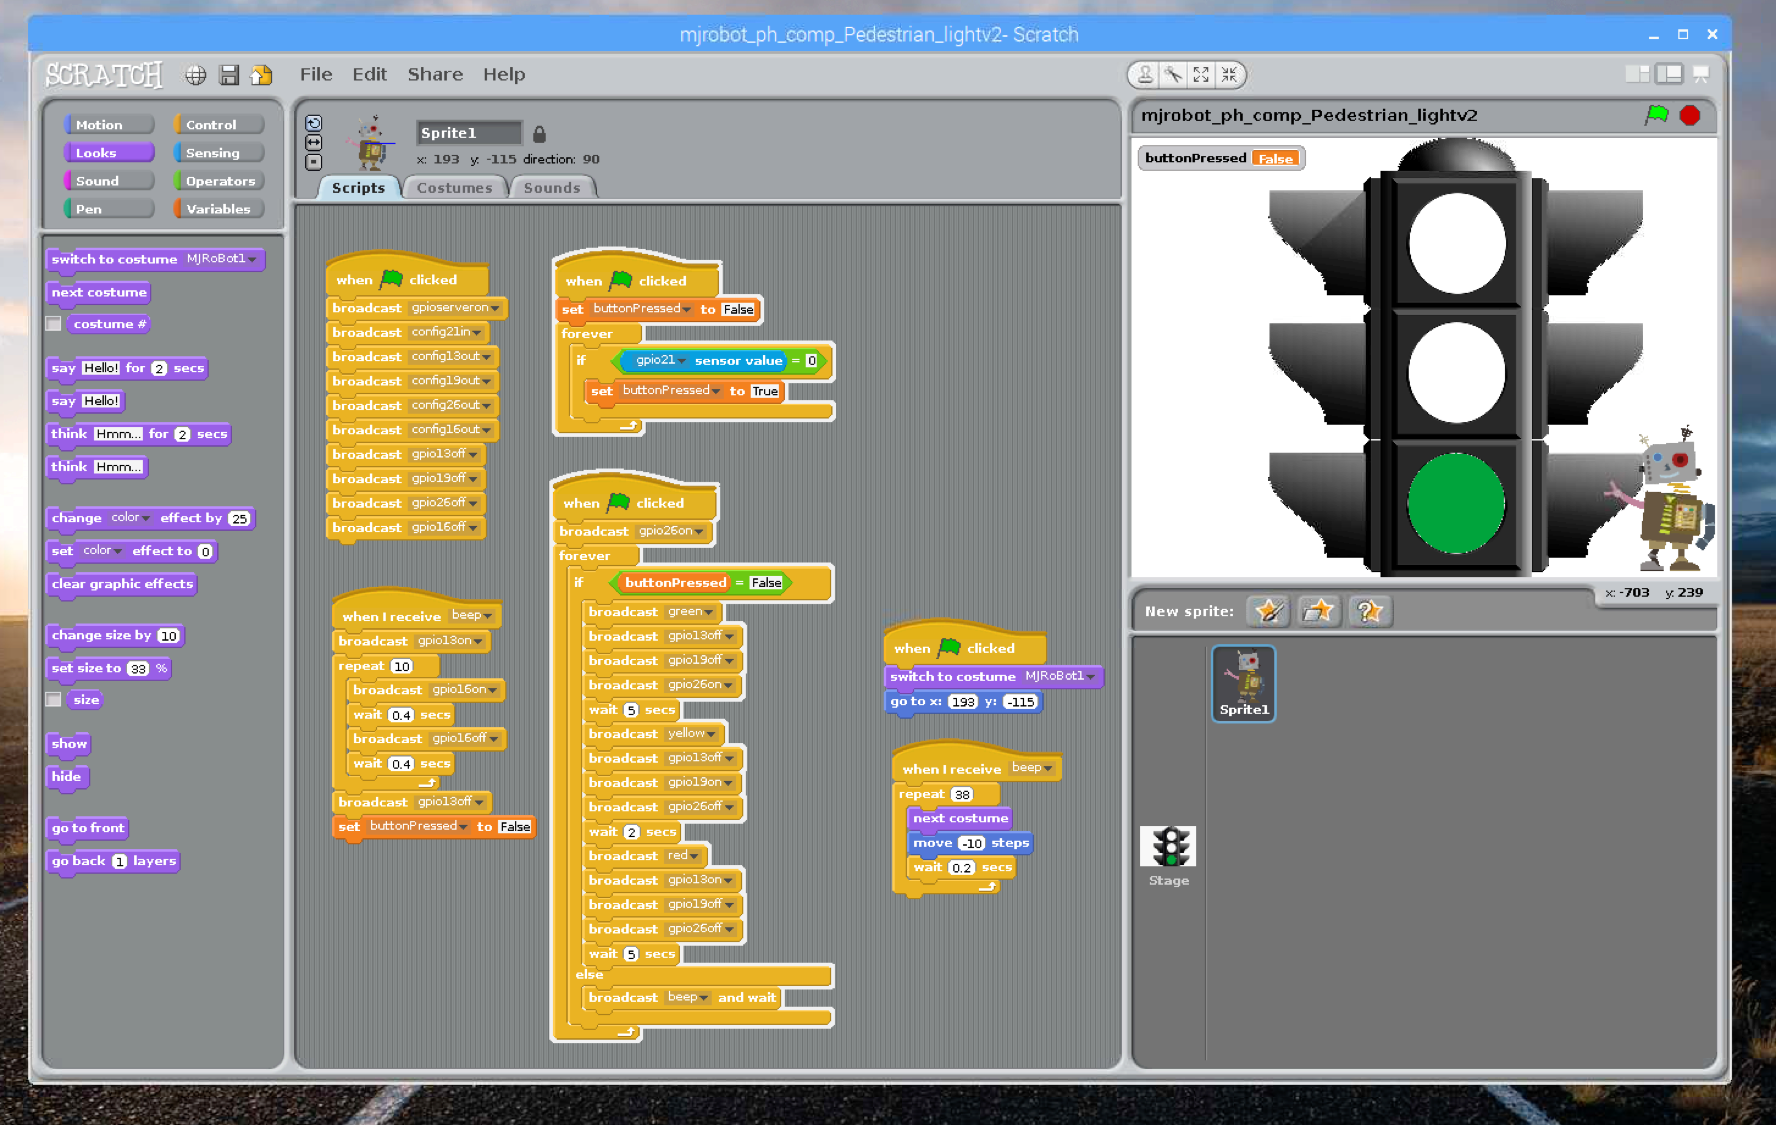 mjrobot_ph_comp_Pedestrian_lightv2- Scratch
SCRATCH
File Edit Share Help
Motion Control
Looks Sensing
Sound Operators
Pen Variables
switch to costume MJRoBot1
next costume
costume #
say Hello! for 2 secs
say Hello!
think Hmm... for 2 secs
think Hmm...
change color effect by 25
set color effect to 0
clear graphic effects
change size by 10
set size to 33 %
size
show
hide
go to front
go back 1 layers
Sprite1
x: 193 y: -115 direction: 90
Scripts Costumes Sounds
when clicked
broadcast gpioserveron
broadcast config21in
broadcast config13out
broadcast config19out
broadcast config26out
broadcast config16out
broadcast gpio13off
broadcast gpio19off
broadcast gpio26off
broadcast gpio16off
when I receive beep
broadcast gpio13on
repeat 10
broadcast gpio16on
wait 0.4 secs
broadcast gpio16off
wait 0.4 secs
broadcast gpio13off
set buttonPressed to False
when clicked
set buttonPressed to False
forever
if gpio21 sensor value = 0
set buttonPressed to True
when clicked
broadcast gpio26on
forever
if buttonPressed = False
broadcast green
broadcast gpio13off
broadcast gpio19off
broadcast gpio26on
wait 5 secs
broadcast yellow
broadcast gpio13off
broadcast gpio19on
broadcast gpio26off
wait 2 secs
broadcast red
broadcast gpio13on
broadcast gpio19off
broadcast gpio26off
wait 5 secs
else
broadcast beep and wait
when clicked
switch to costume MJRoBot1
go to x: 193 y: -115
when I receive beep
repeat 38
next costume
move -10 steps
wait 0.2 secs
mjrobot_ph_comp_Pedestrian_lightv2
buttonPressed False
x: -703 y: 239
New sprite:
Sprite1
Stage